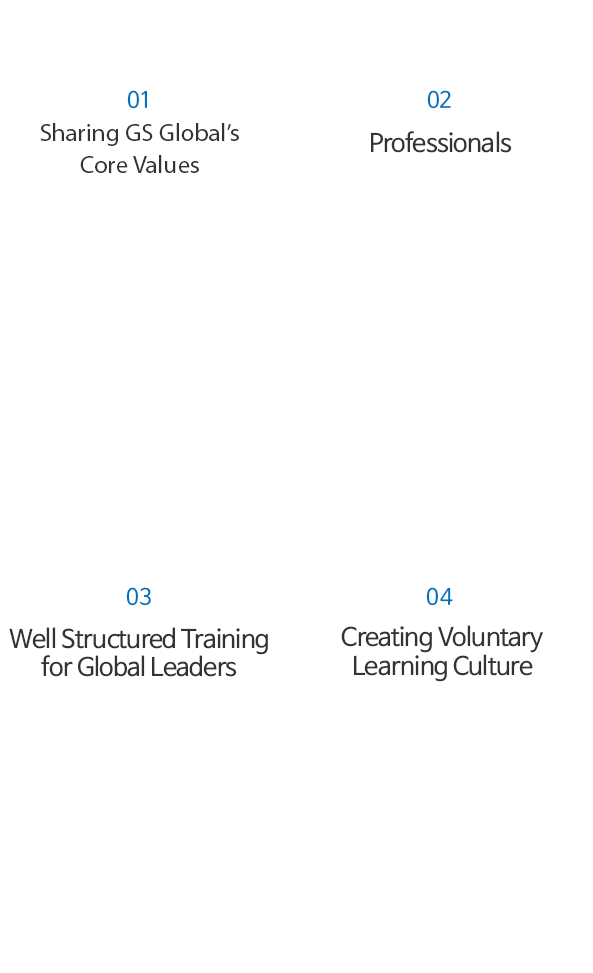 01
Sharing GS Global’s
Core Values
02
Professionals
03
Well Structured Training
for Global Leaders
04
Creating Voluntary
Learning Culture